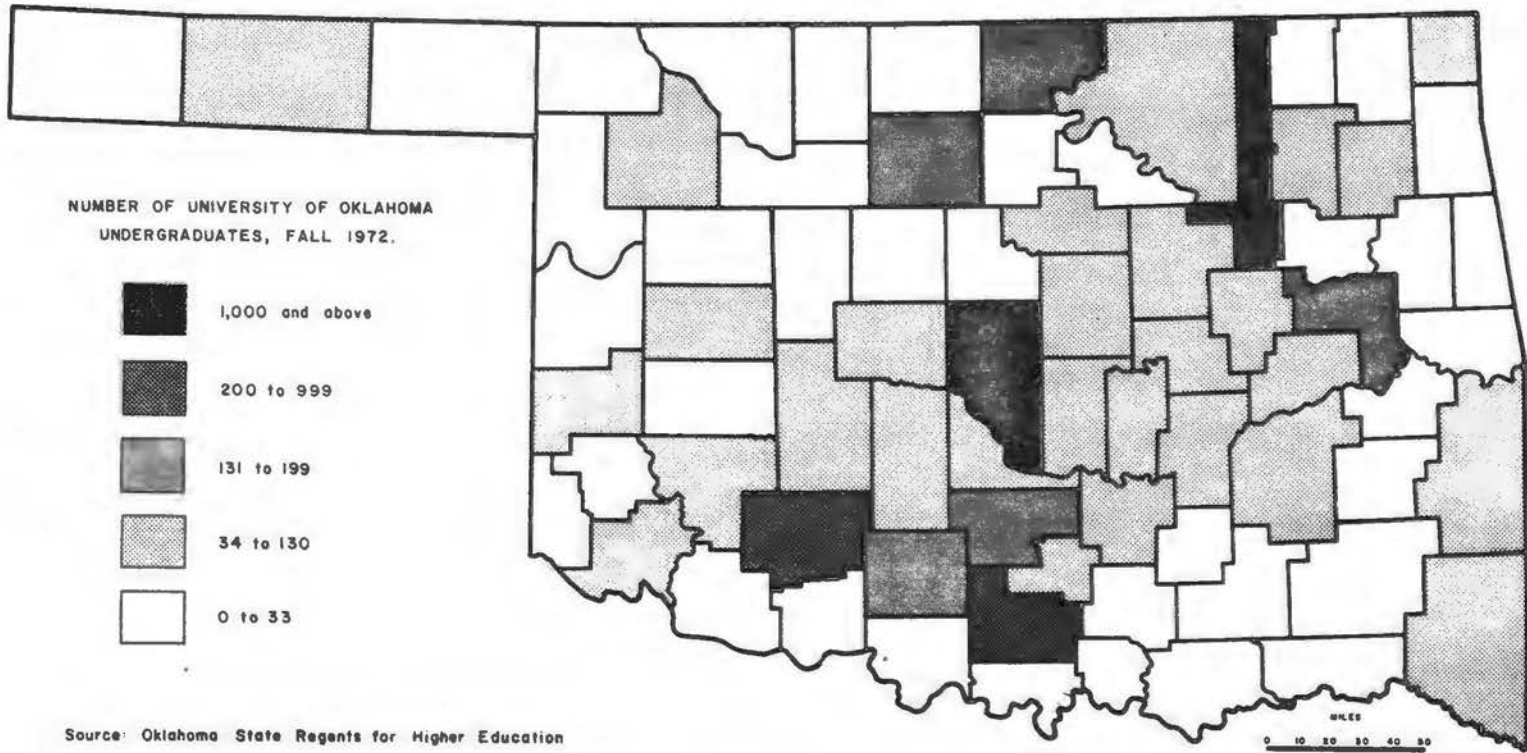 NUMBER OF UNIVERSITY OF OKLAHOMA
UNDERGRADUATES, FALL 1972.
1,000 and above
200 to 999
131 to 199
34 to 130
0 to 33
Source: Oklahoma State Regents for Higher Education
MILES
0 10 20 30 40 50